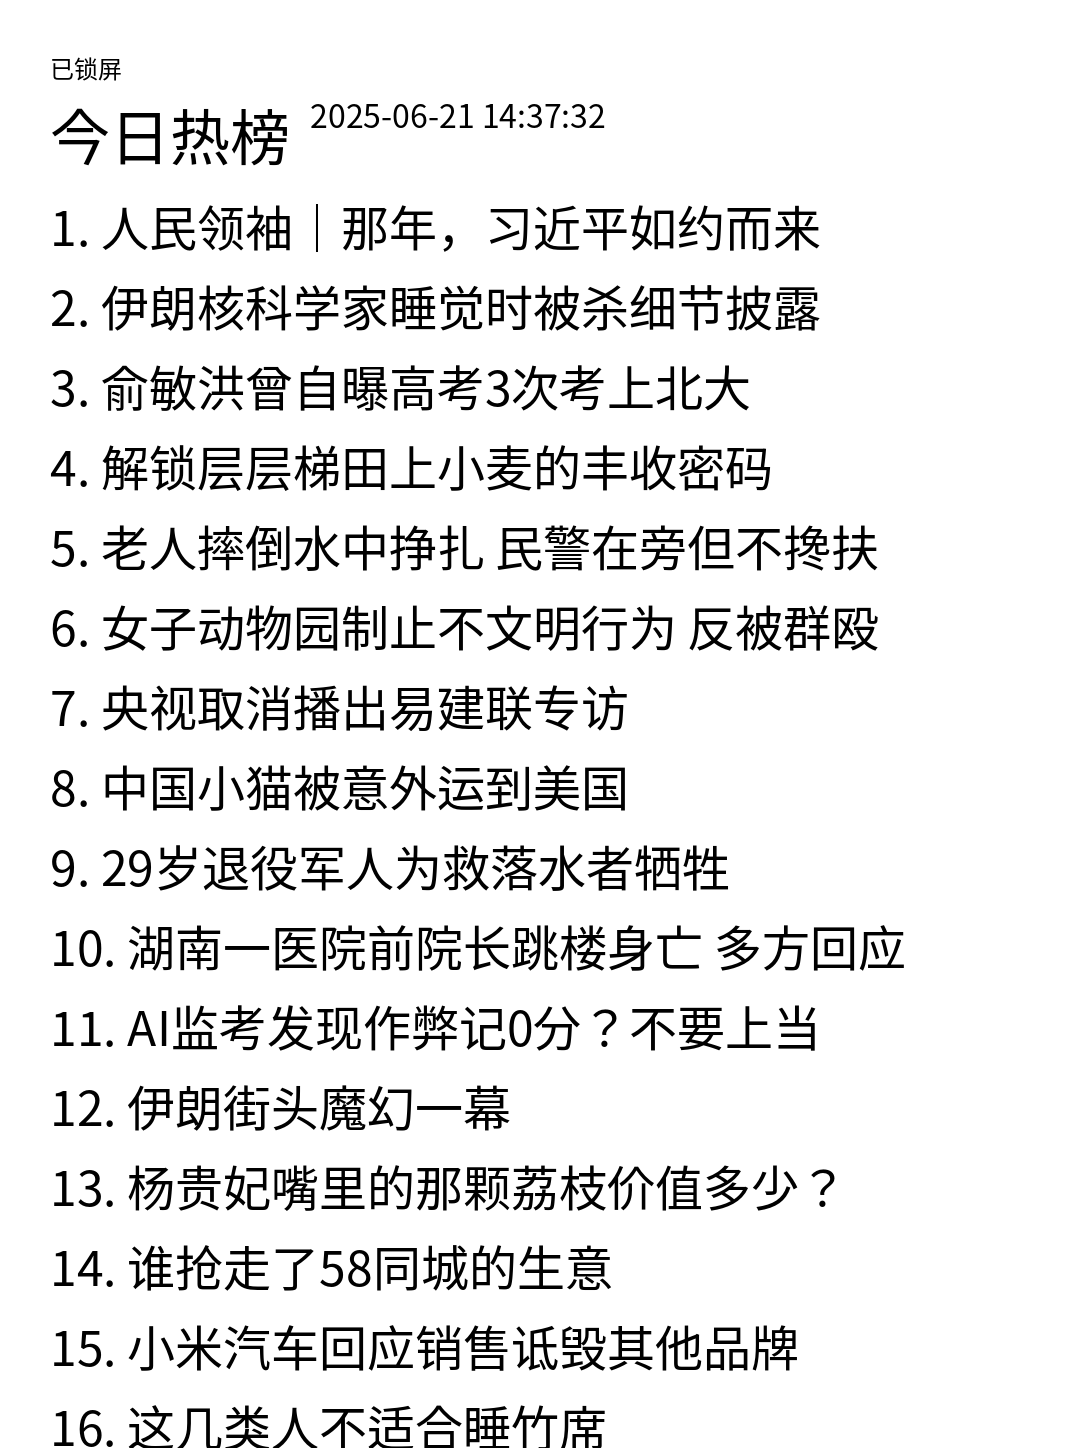 已锁屏
今日热榜 2025-06-21 14:37:32
1. 人民领袖｜那年，习近平如约而来
2. 伊朗核科学家睡觉时被杀细节披露
3. 俞敏洪曾自曝高考3次考上北大
4. 解锁层层梯田上小麦的丰收密码
5. 老人摔倒水中挣扎 民警在旁但不搀扶
6. 女子动物园制止不文明行为 反被群殴
7. 央视取消播出易建联专访
8. 中国小猫被意外运到美国
9. 29岁退役军人为救落水者牺牲
10. 湖南一医院前院长跳楼身亡 多方回应
11. AI监考发现作弊记0分？不要上当
12. 伊朗街头魔幻一幕
13. 杨贵妃嘴里的那颗荔枝价值多少？
14. 谁抢走了58同城的生意
15. 小米汽车回应销售诋毁其他品牌
16. 这几类人不适合睡竹席